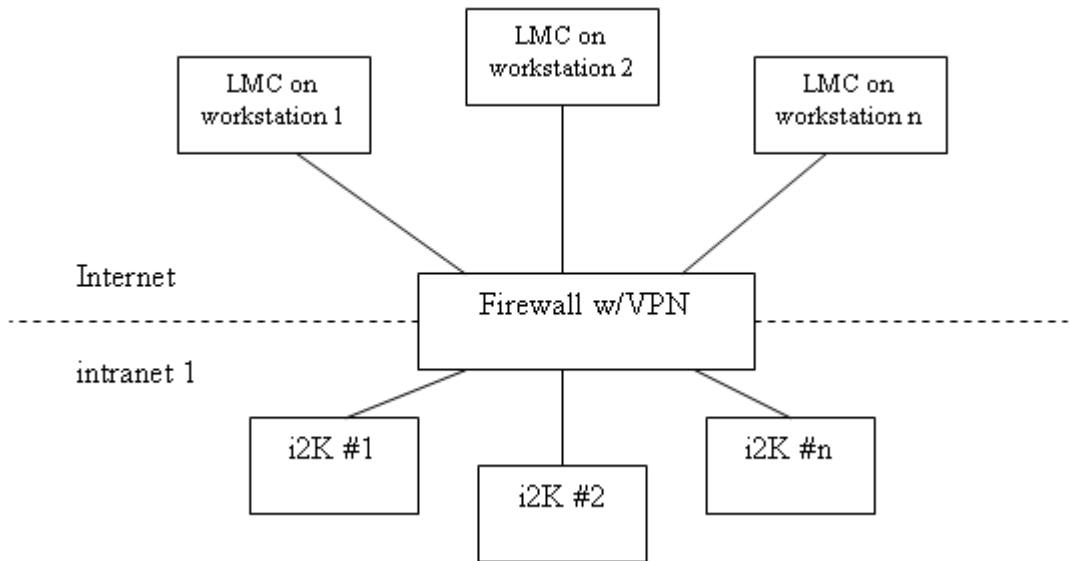 LMC on
workstation 1
LMC on
workstation 2
LMC on
workstation n
Internet
Firewall w/VPN
intranet 1
i2K #1
i2K #2
i2K #n